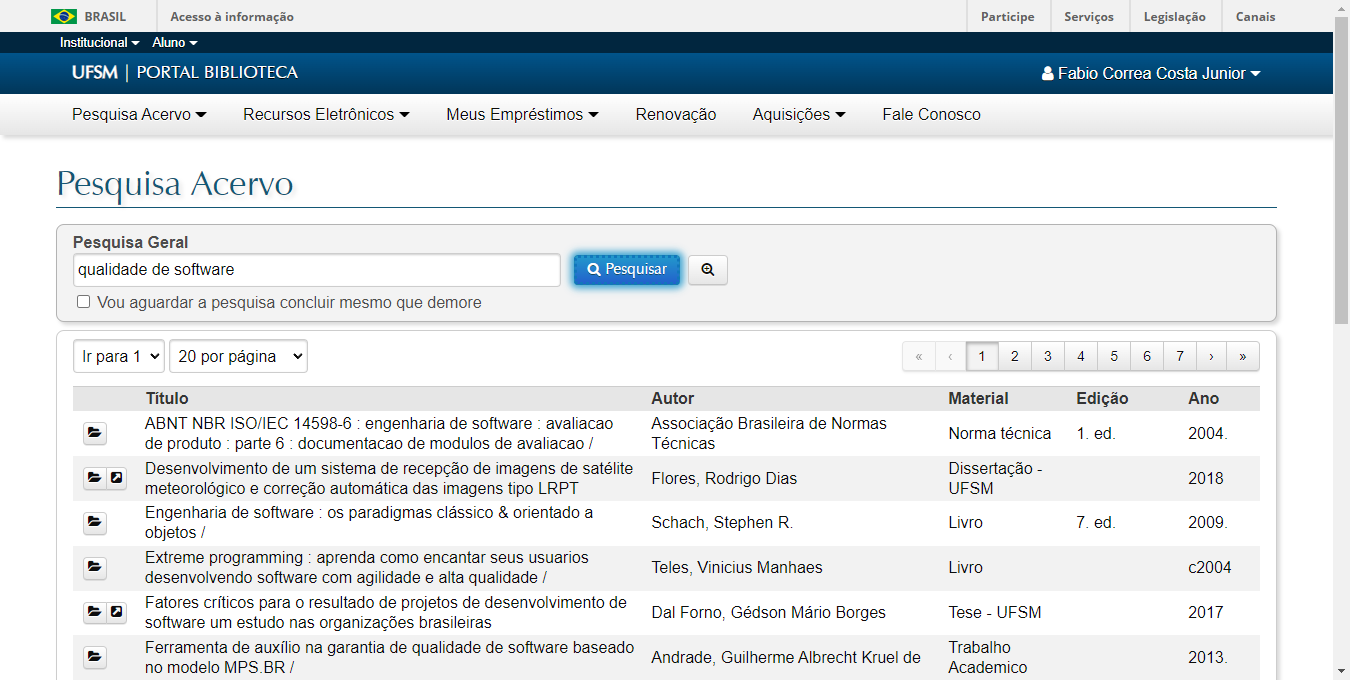 BRASIL Acesso à informação Participe Serviços Legislação Canais
Institucional Aluno
UFSM | PORTAL BIBLIOTECA Fabio Correa Costa Junior
Pesquisa Acervo Recursos Eletrônicos Meus Empréstimos Renovação Aquisições Fale Conosco
Pesquisa Acervo
Pesquisa Geral
qualidade de software Pesquisar
Vou aguardar a pesquisa concluir mesmo que demore
Ir para 1 20 por página « ‹ 1 2 3 4 5 6 7 › »
Título Autor Material Edição Ano
ABNT NBR ISO/IEC 14598-6 : engenharia de software : avaliacao
de produto : parte 6 : documentacao de modulos de avaliacao /
Associação Brasileira de Normas
Técnicas
Norma técnica 1. ed. 2004.
Desenvolvimento de um sistema de recepção de imagens de satélite
meteorológico e correção automática das imagens tipo LRPT
Flores, Rodrigo Dias
Dissertação -
UFSM
2018
Engenharia de software : os paradigmas clássico & orientado a
objetos /
Schach, Stephen R. Livro 7. ed. 2009.
Extreme programming : aprenda como encantar seus usuarios
desenvolvendo software com agilidade e alta qualidade /
Teles, Vinicius Manhaes Livro c2004
Fatores críticos para o resultado de projetos de desenvolvimento de
software um estudo nas organizações brasileiras
Dal Forno, Gédson Mário Borges Tese - UFSM 2017
Ferramenta de auxílio na garantia de qualidade de software baseado
no modelo MPS.BR /
Andrade, Guilherme Albrecht Kruel de
Trabalho
Academico
2013.